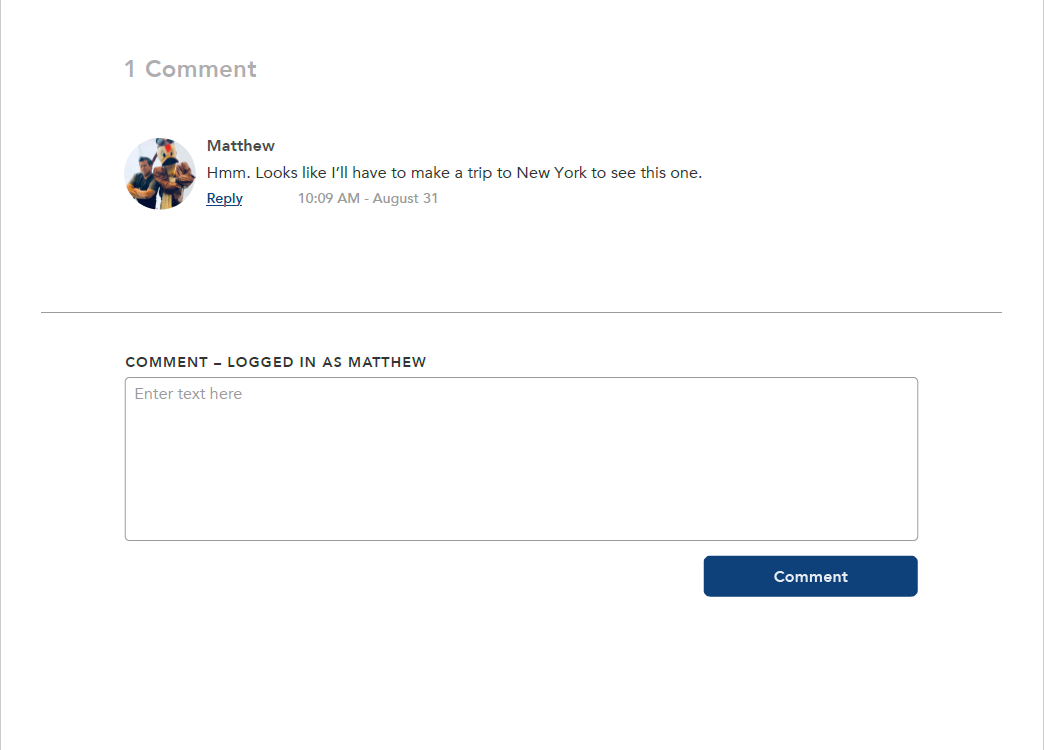 1 Comment
Matthew
Hmm. Looks like I’ll have to make a trip to New York to see this one.
Reply 10:09 AM - August 31
COMMENT – LOGGED IN AS MATTHEW
Enter text here
Comment